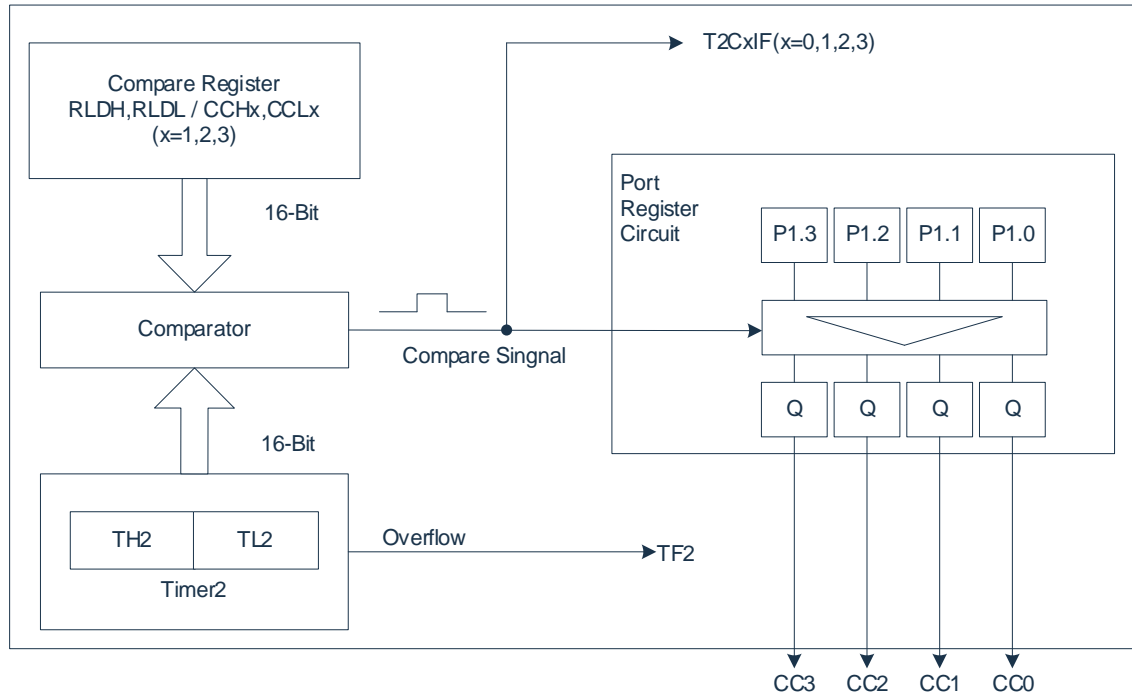 Compare Register
RLDH,RLDL / CCHx,CCLx
(x=1,2,3)
16-Bit
Comparator
16-Bit
TH2
TL2
Timer2
Overflow
TF2
Compare Singnal
T2CxIF(x=0,1,2,3)
Port
Register
Circuit
P1.3
P1.2
P1.1
P1.0
Q
Q
Q
Q
CC3
CC2
CC1
CC0